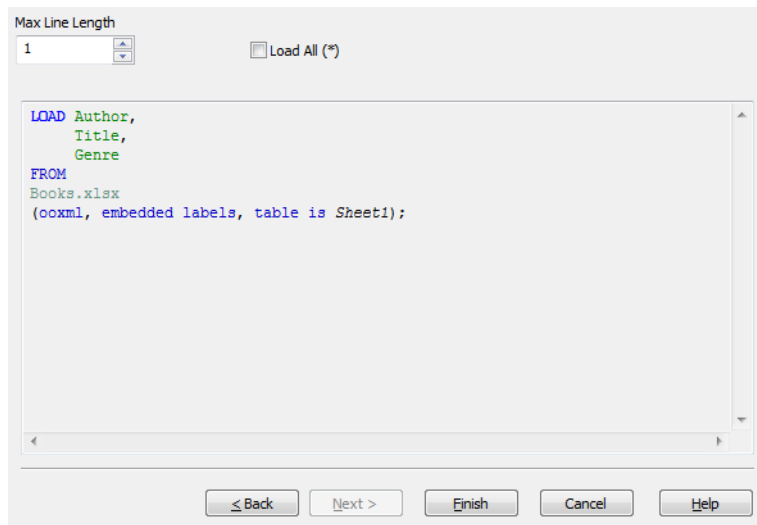 Max Line Length
1
Load All (*)
LOAD Author,
Title,
Genre
FROM
Books.xlsx
(ooxml, embedded labels, table is Sheet1);
< Back
Next >
Finish
Cancel
Help